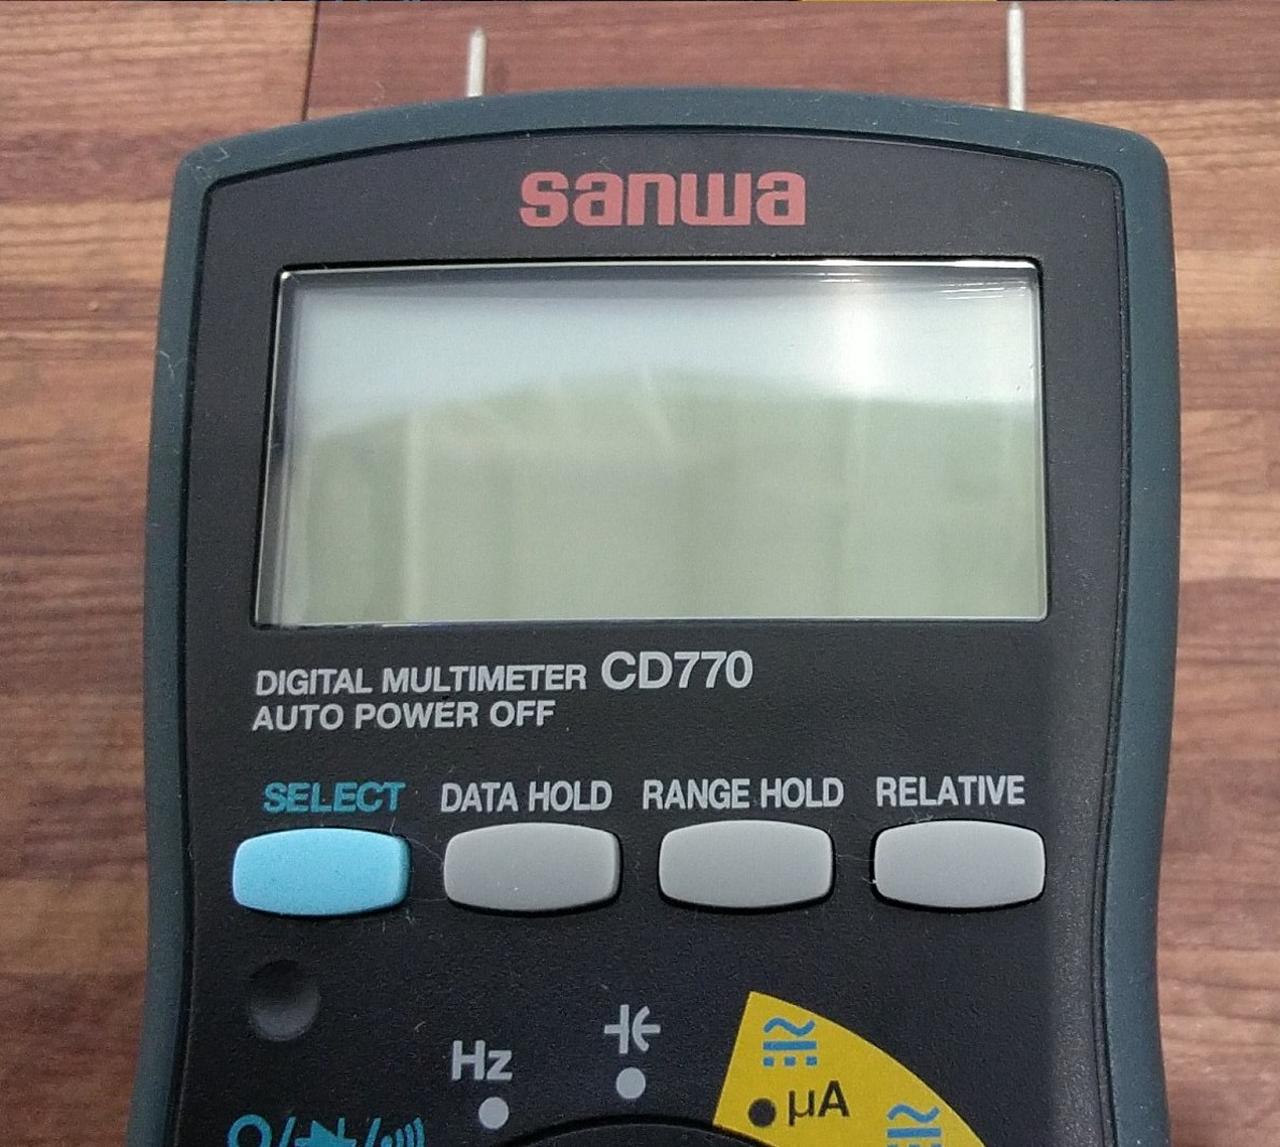 sanwa
DIGITAL MULTIMETER CD770
AUTO POWER OFF
SELECT DATA HOLD RANGE HOLD RELATIVE
Hz
μA
Ω/